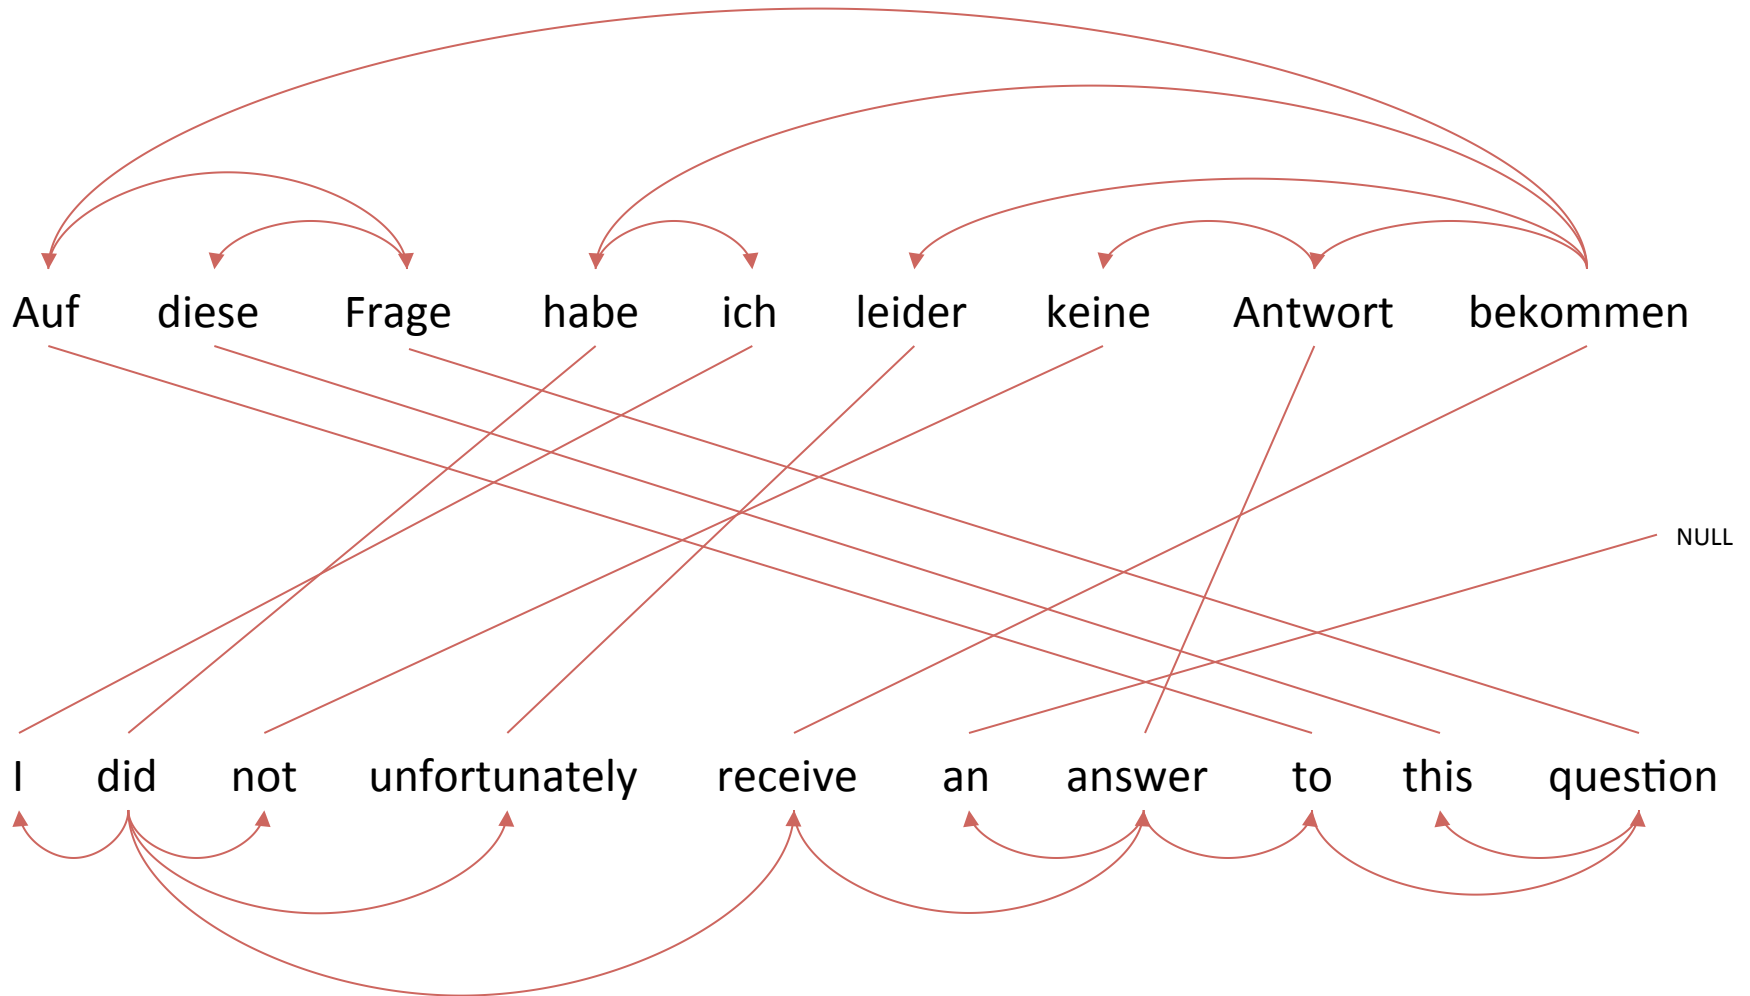 Auf diese Frage habe ich leider keine Antwort bekommen
NULL
I did not unfortunately receive an answer to this question